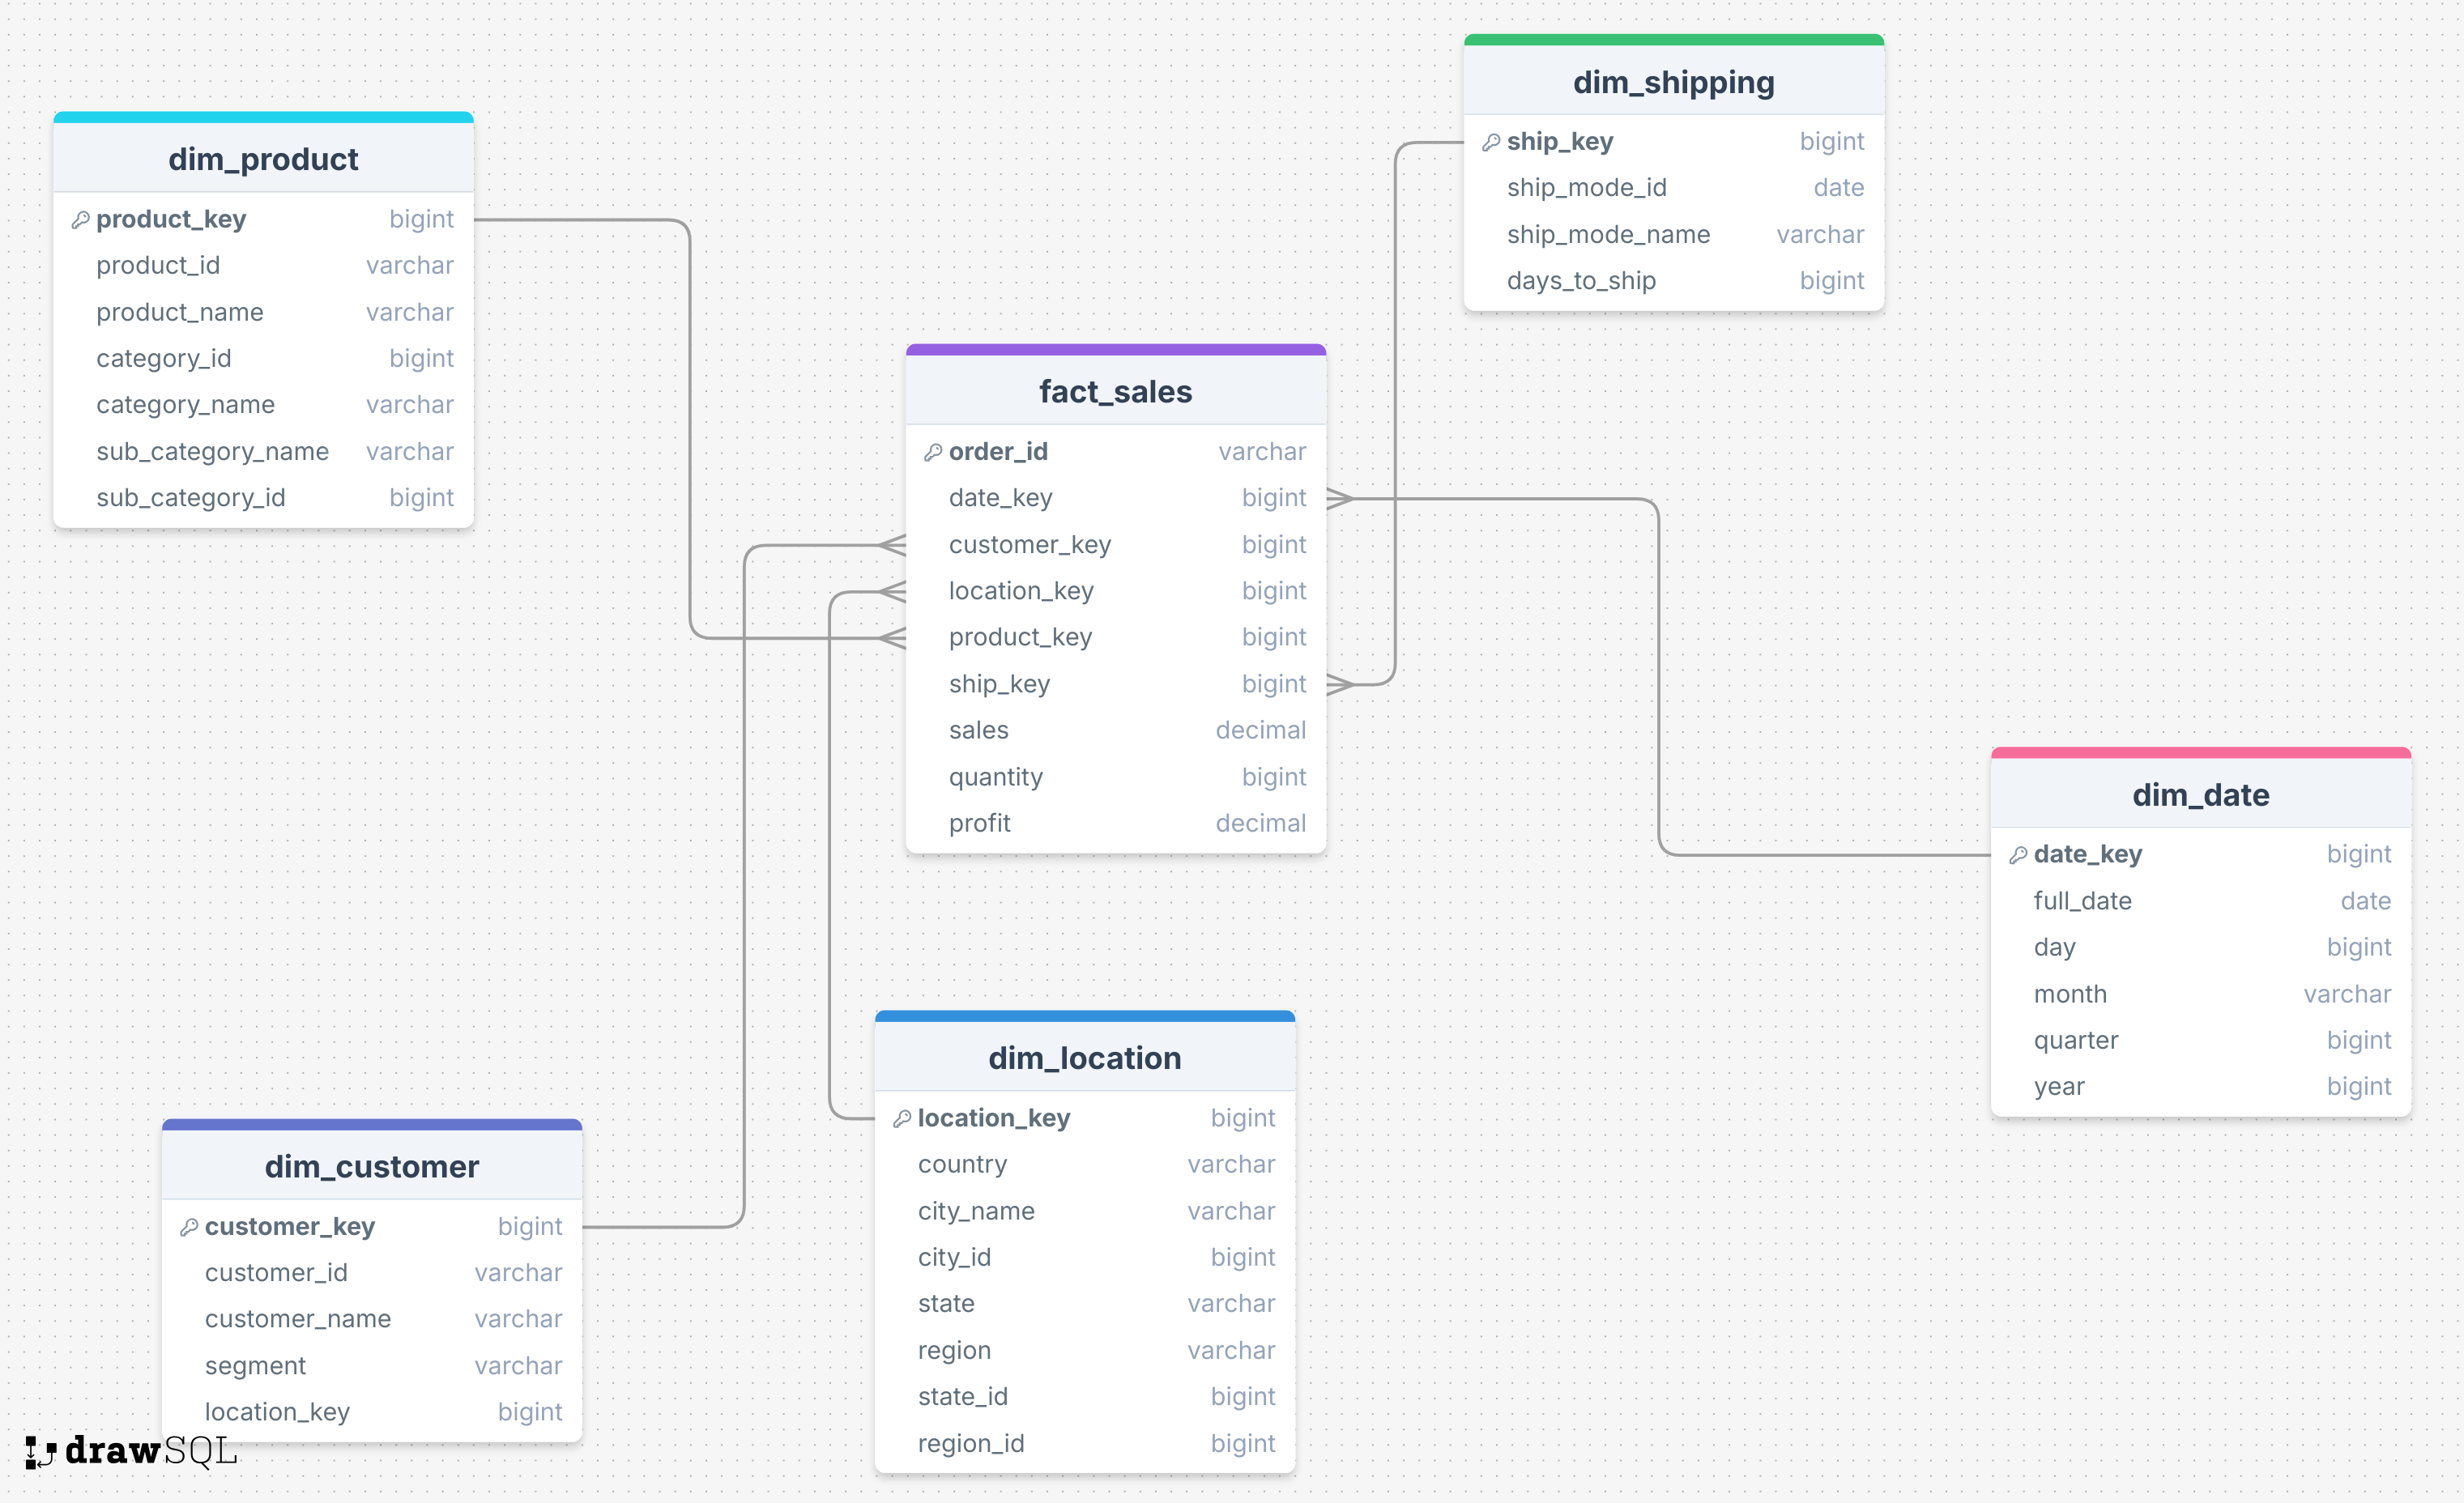 dim_product
product_key bigint
product_id varchar
product_name varchar
category_id bigint
category_name varchar
sub_category_name varchar
sub_category_id bigint
dim_shipping
ship_key bigint
ship_mode_id date
ship_mode_name varchar
days_to_ship bigint
fact_sales
order_id varchar
date_key bigint
customer_key bigint
location_key bigint
product_key bigint
ship_key bigint
sales decimal
quantity bigint
profit decimal
dim_date
date_key bigint
full_date date
day bigint
month varchar
quarter bigint
year bigint
dim_customer
customer_key bigint
customer_id varchar
customer_name varchar
segment varchar
location_key bigint
dim_location
location_key bigint
country varchar
city_name varchar
city_id bigint
state varchar
region varchar
state_id bigint
region_id bigint
drawSQL